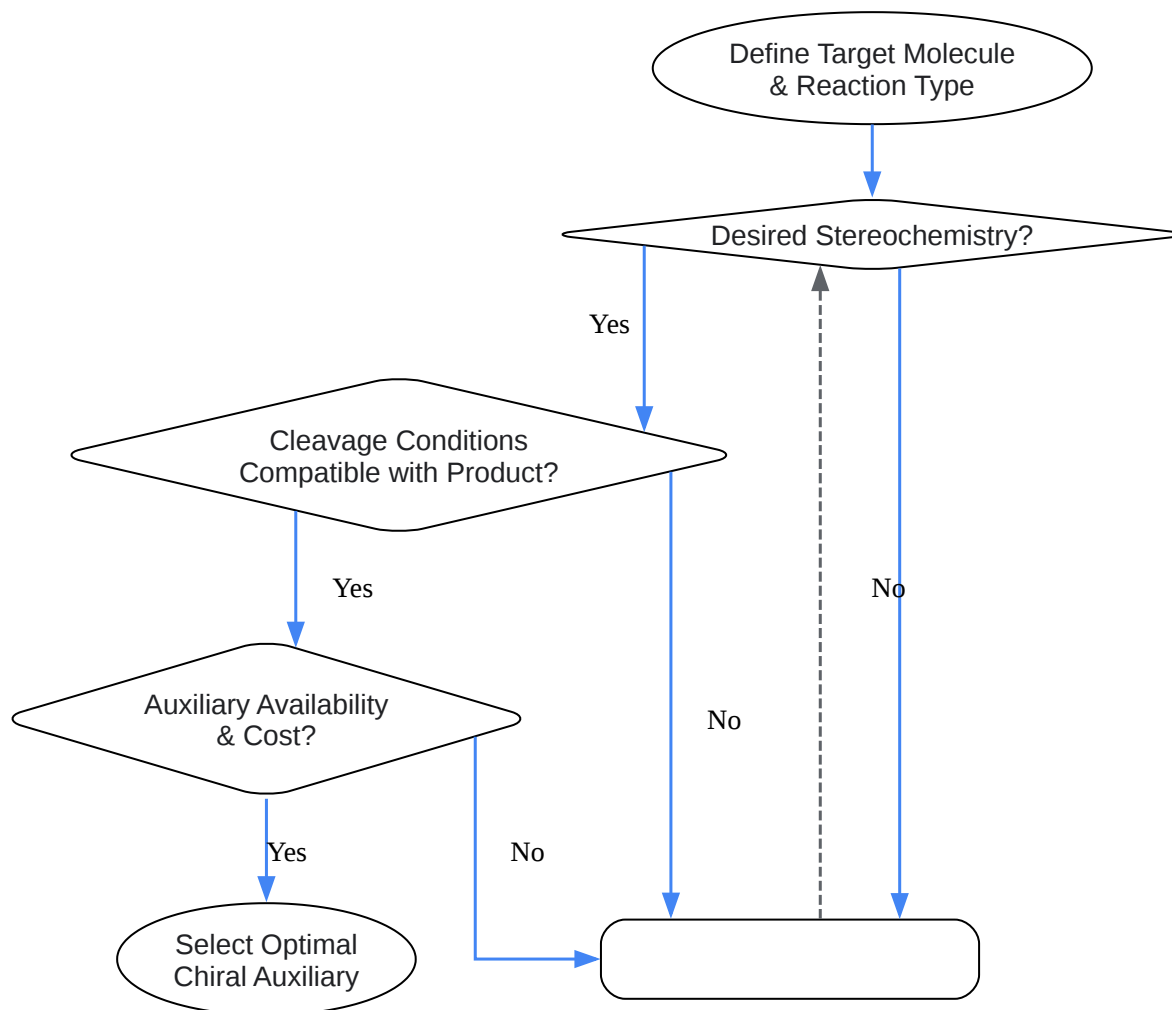 Define Target Molecule
& Reaction Type
Desired Stereochemistry?
Yes
Cleavage Conditions
Compatible with Product?
Yes
No
Auxiliary Availability
& Cost?
No
Yes
No
Select Optimal
Chiral Auxiliary